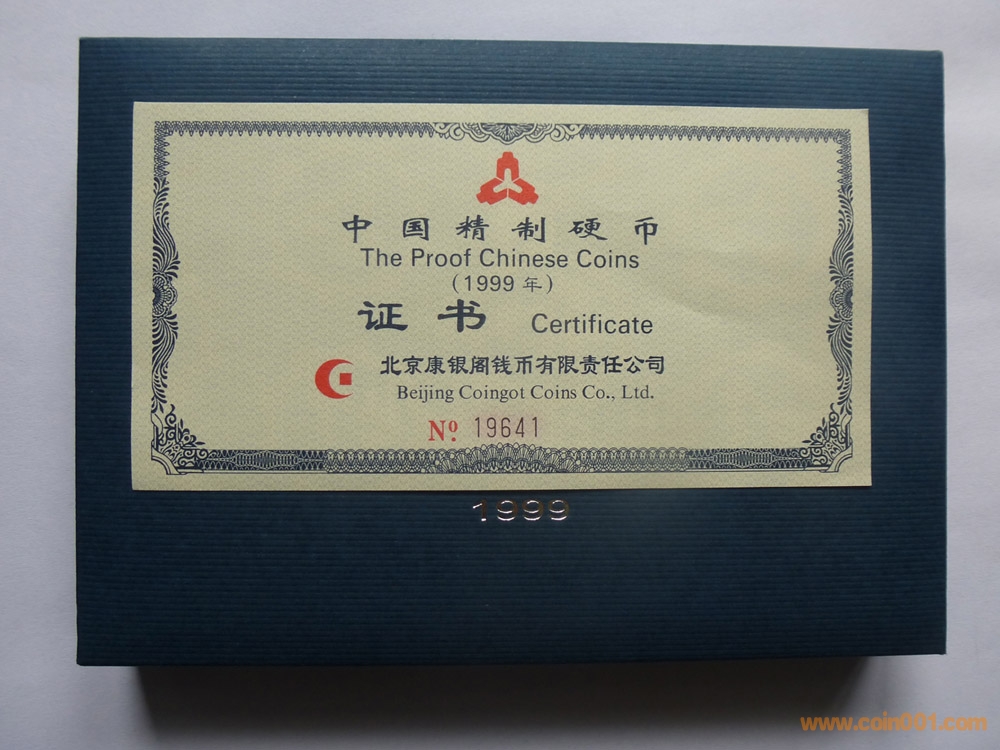 中国精制硬币
The Proof Chinese Coins
(1999 年)
证书 Certificate
北京康银阁钱币有限责任公司
Beijing Coingot Coins Co., Ltd.
Nº. 19641
1999
www.coin001.com